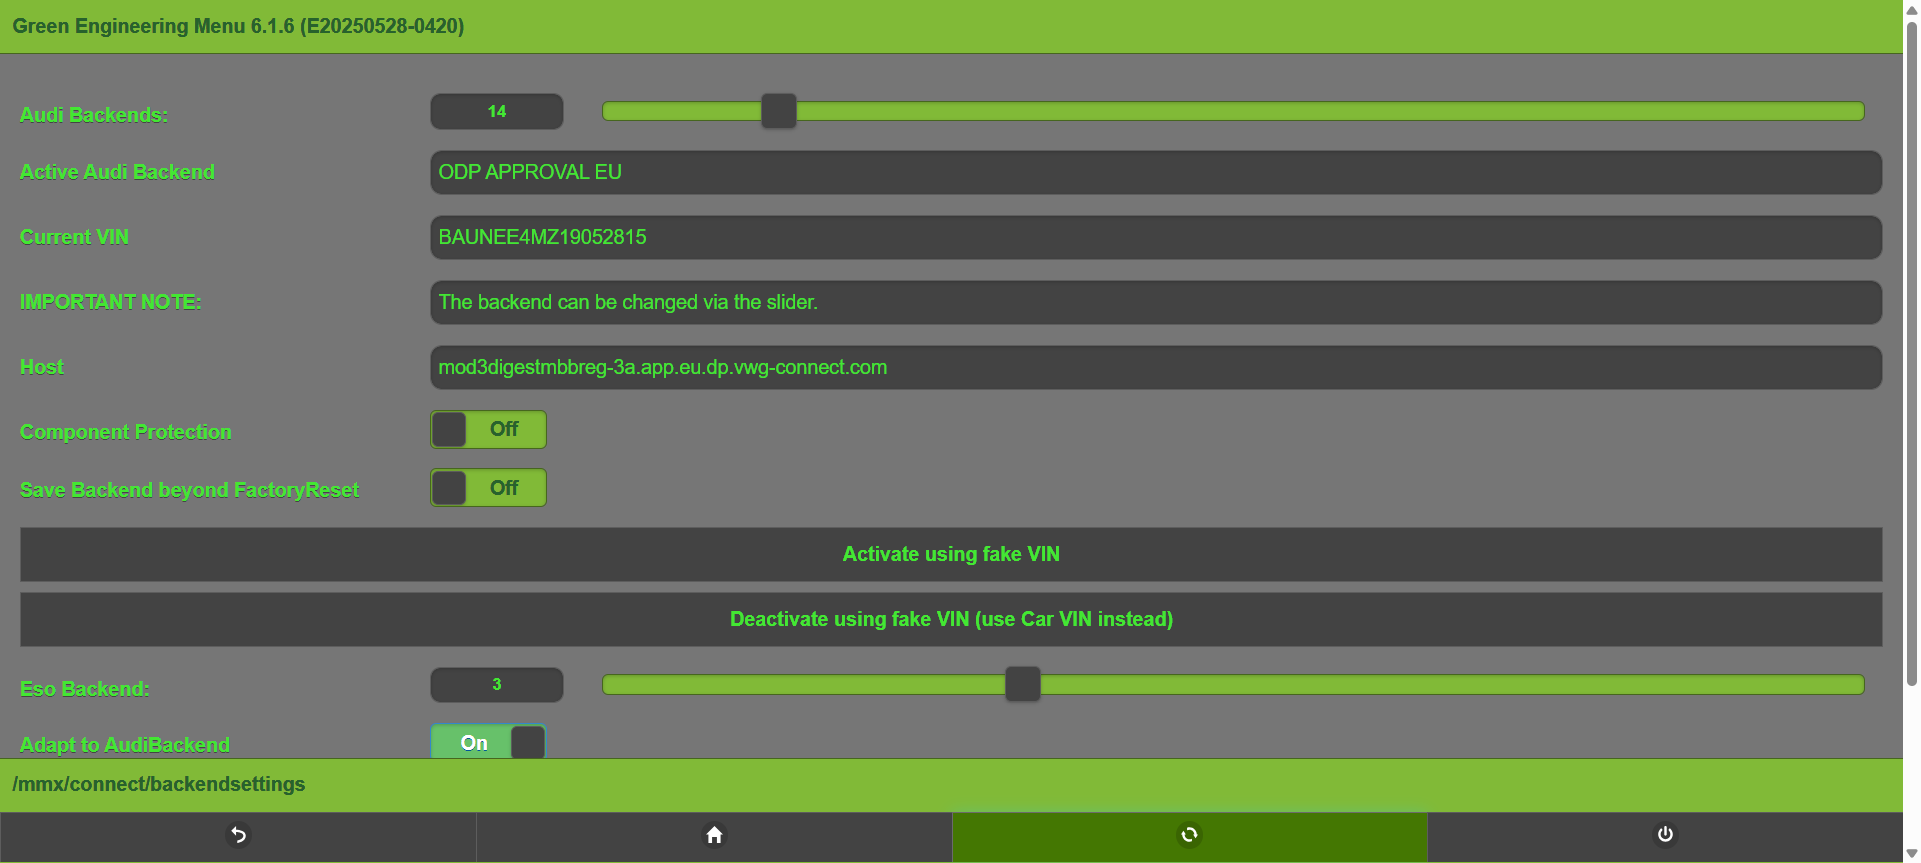 Green Engineering Menu 6.1.6 (E20250528-0420)
Audi Backends: 14
Active Audi Backend ODP APPROVAL EU
Current VIN BAUNEE4MZ19052815
IMPORTANT NOTE: The backend can be changed via the slider.
Host mod3digestmbbreg-3a.app.eu.dp.vwg-connect.com
Component Protection Off
Save Backend beyond FactoryReset Off
Activate using fake VIN
Deactivate using fake VIN (use Car VIN instead)
Eso Backend: 3
Adapt to AudiBackend On
/mmx/connect/backendsettings